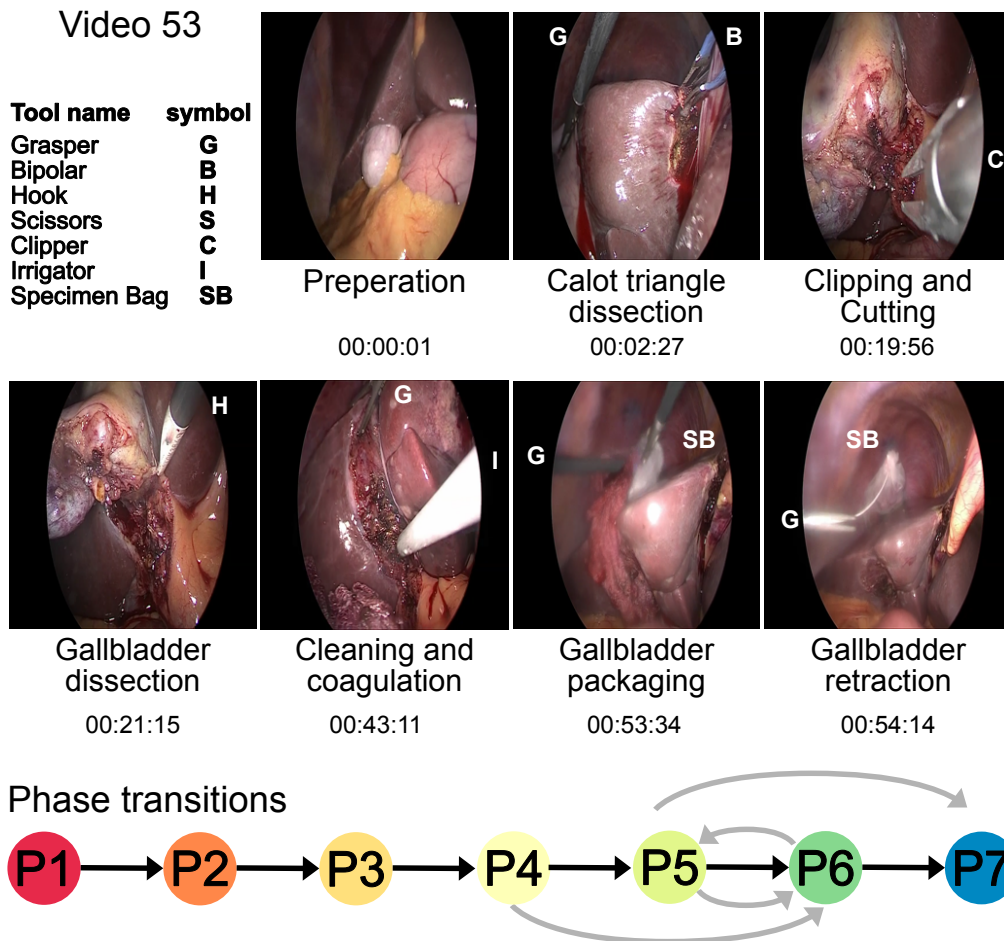 Video 53
Tool name symbol
Grasper G
Bipolar B
Hook H
Scissors S
Clipper C
Irrigator I
Specimen Bag SB
G B
C
Preperation
Calot triangle
dissection
Clipping and
Cutting
00:00:01
00:02:27
00:19:56
H
G
I
G SB
SB
G
Gallbladder
dissection
Cleaning and
coagulation
Gallbladder
packaging
Gallbladder
retraction
00:21:15
00:43:11
00:53:34
00:54:14
Phase transitions
P1 P2 P3 P4 P5 P6 P7